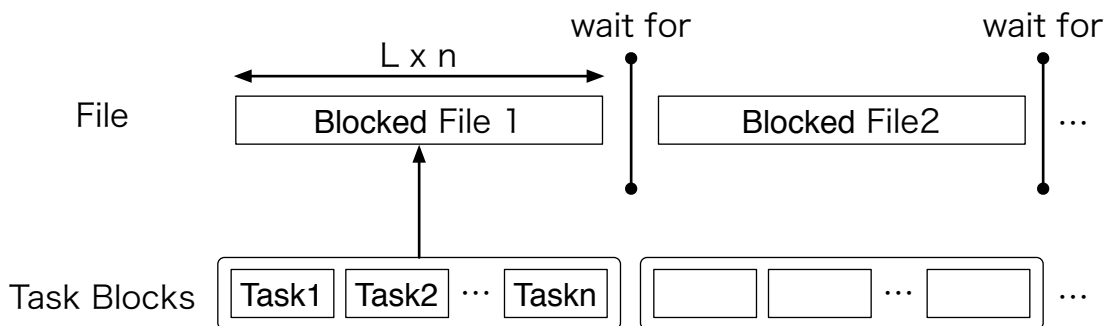 wait for wait for
L x n
File Blocked File 1 Blocked File2 ...
Task Blocks Task1 Task2 ... Taskn ... ...